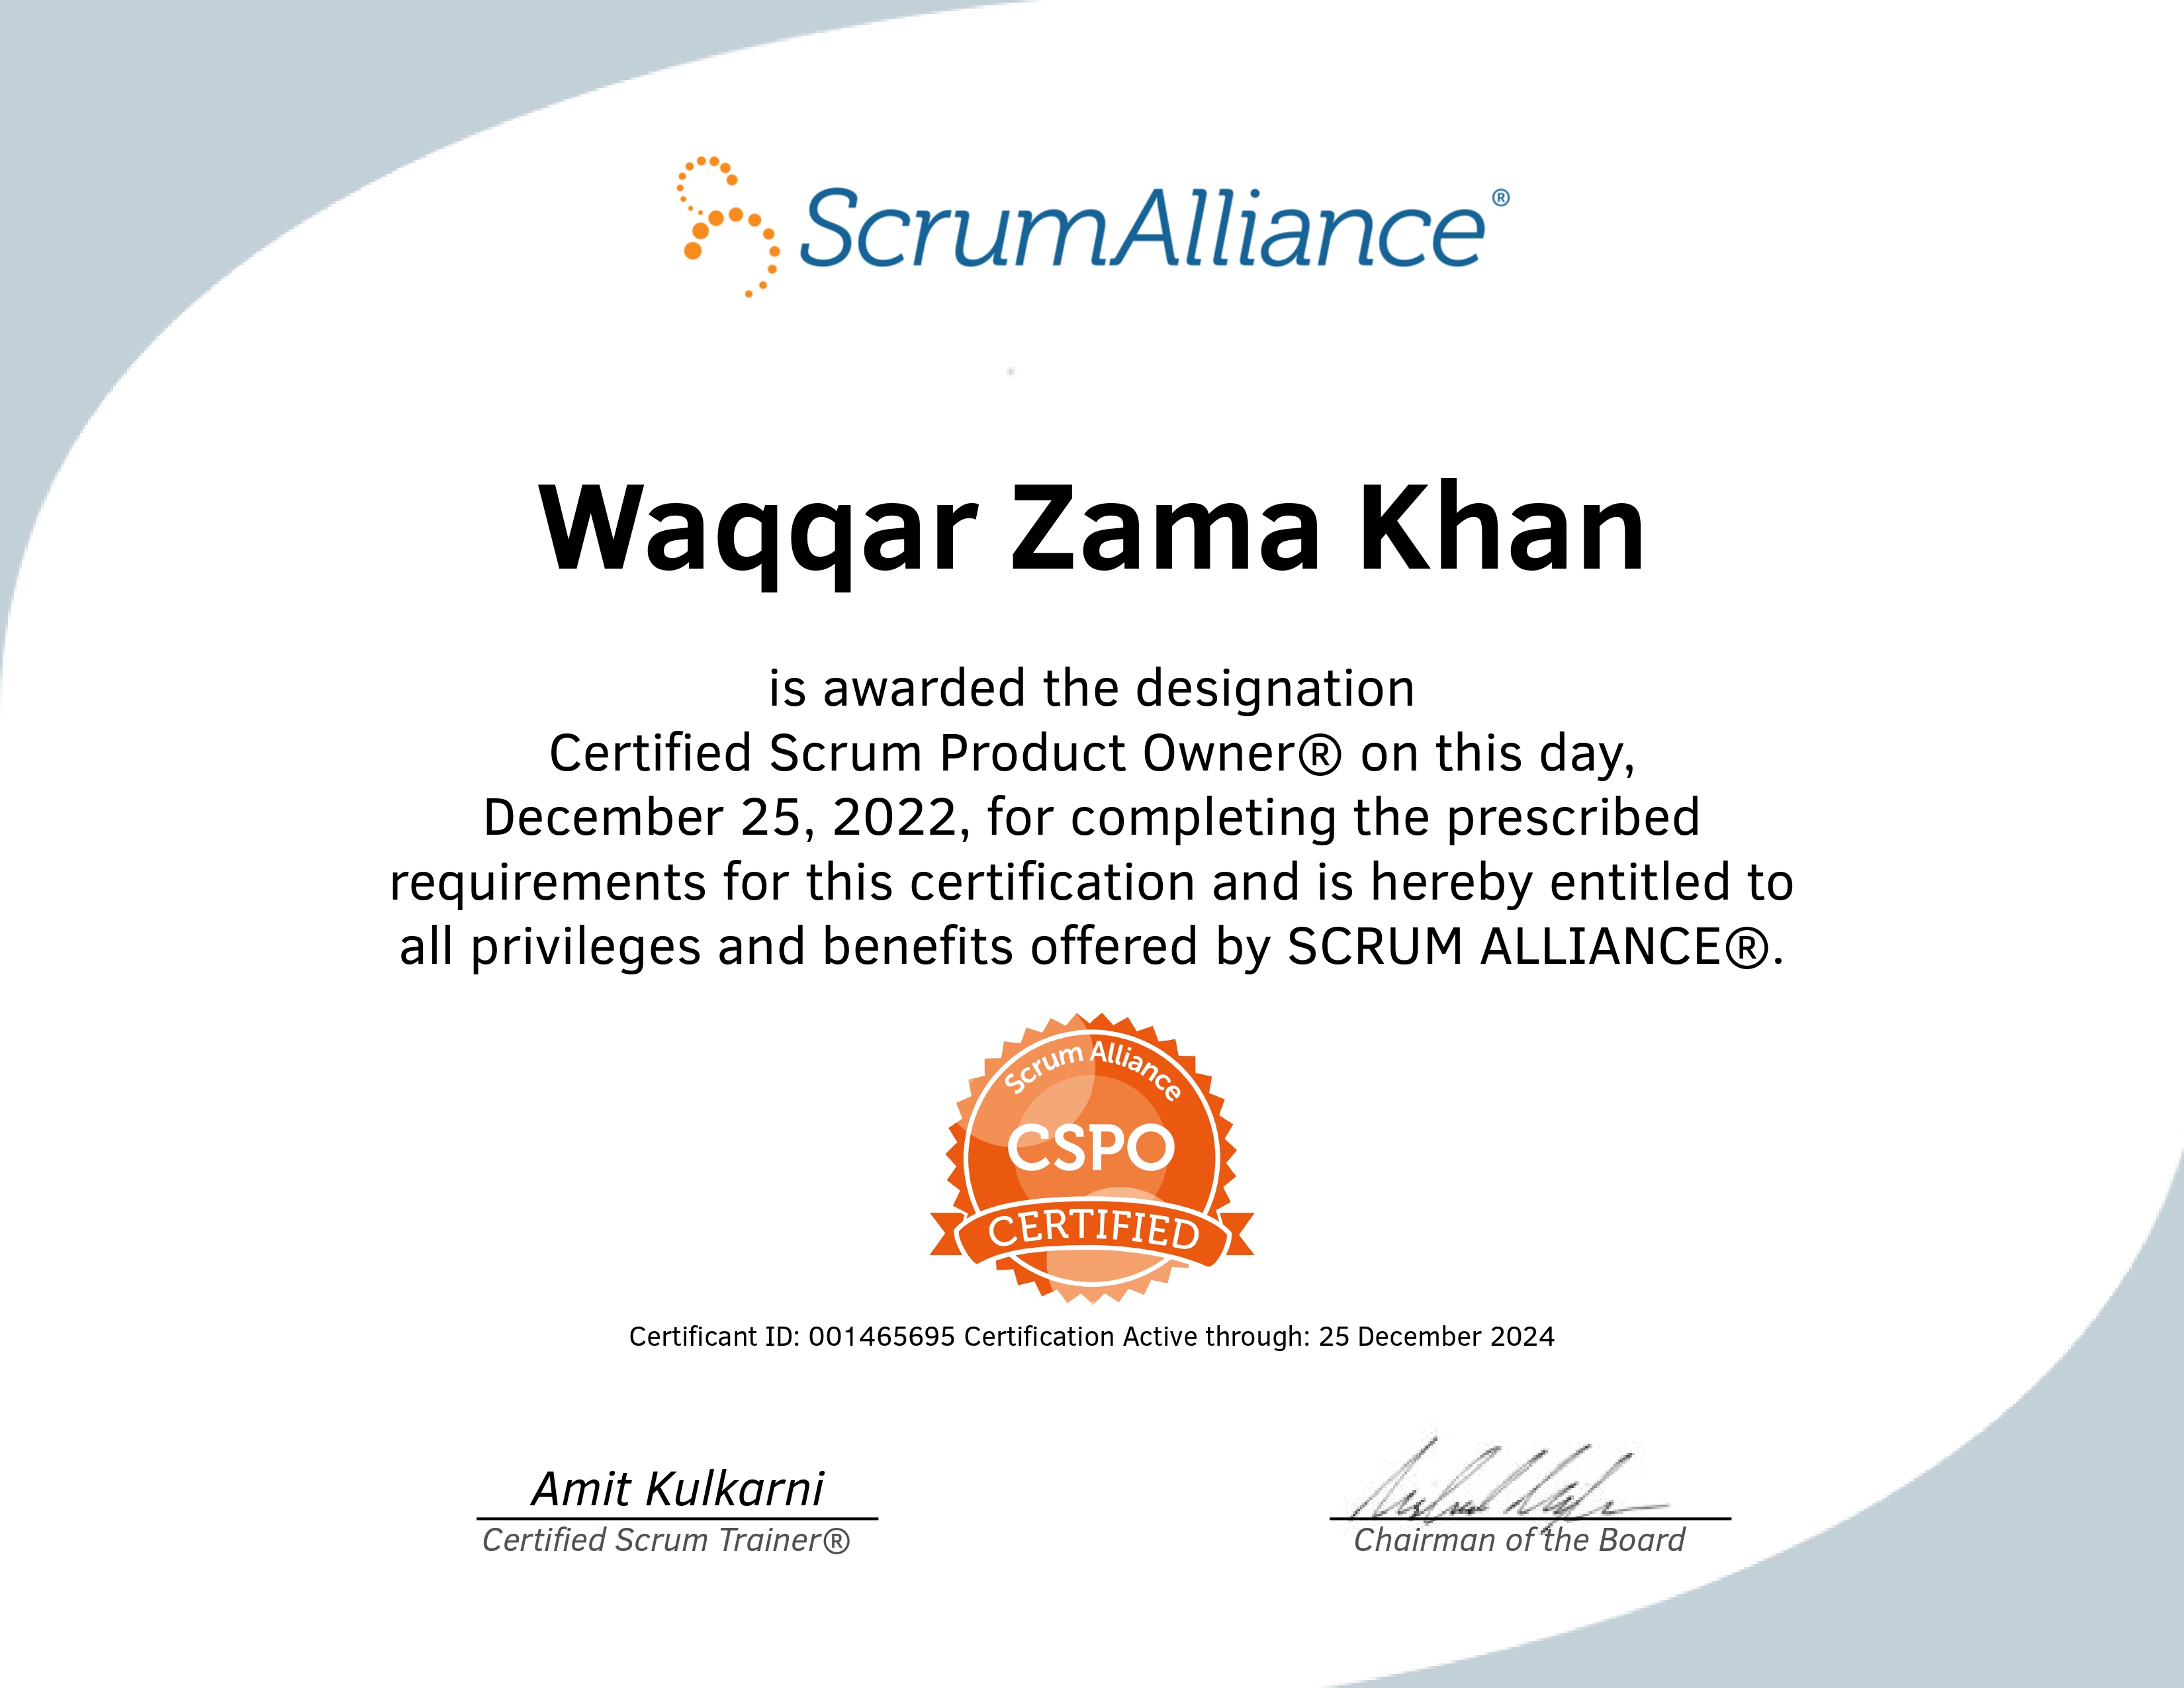 ScrumAlliance®
Waqqar Zama Khan
is awarded the designation
Certified Scrum Product Owner® on this day,
December 25, 2022, for completing the prescribed
requirements for this certification and is hereby entitled to
all privileges and benefits offered by SCRUM ALLIANCE®.
Scrum Alliance
CSPO
CERTIFIED
Certificant ID: 001465695 Certification Active through: 25 December 2024
Amit Kulkarni
Certified Scrum Trainer®
Chairman of the Board